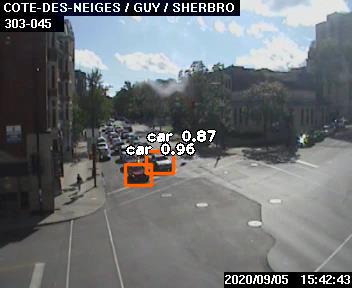 COTE-DES-NEIGES / GUY / SHERBRO
303-045
car 0.87
car 0.96
2020/09/05 15:42:43